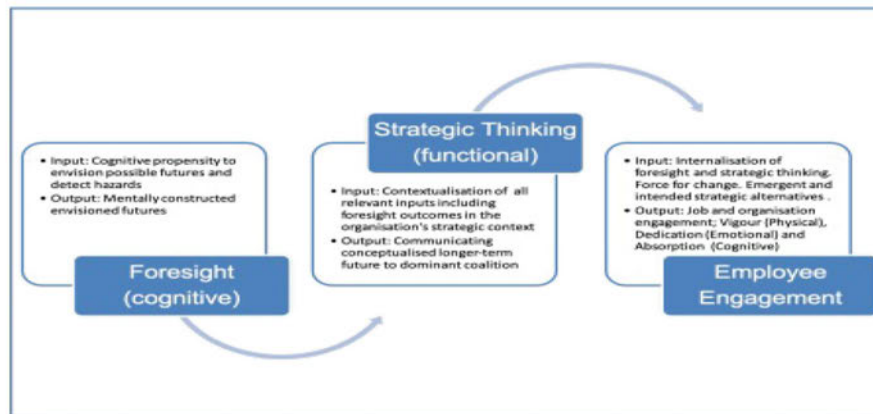 • Input: Cognitive propensity to
envision possible futures and
detect hazards
• Output: Mentally constructed
envisioned futures
Foresight
(cognitive)
Strategic Thinking
(functional)
• Input: Contextualisation of all
relevant inputs including
foresight outcomes in the
organisation's strategic context
• Output: Communicating
conceptualised longer-term
future to dominant coalition
• Input: Internalisation of
foresight and strategic thinking.
Force for change. Emergent and
intended strategic alternatives .
• Output: Job and organisation
engagement; Vigour (Physical),
Dedication (Emotional) and
Absorption (Cognitive)
Employee
Engagement